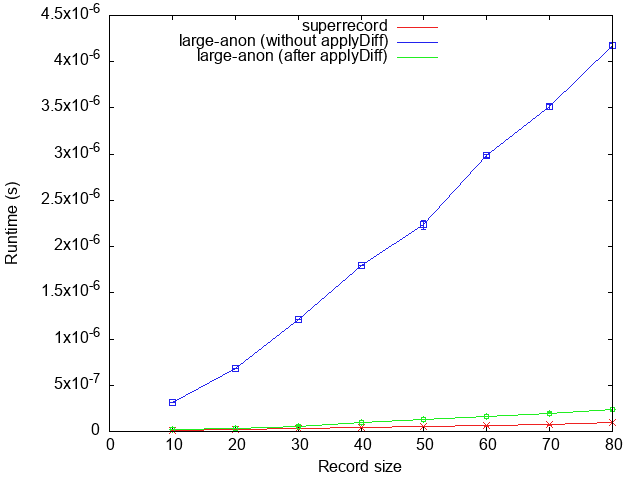 4.5x10-6
superrecord
large-anon (without applyDiff)
4x10-6
large-anon (after applyDiff)
3.5x10-6
3x10-6
2.5x10-6
Runtime (s)
2x10-6
1.5x10-6
1x10-6
5x10-7
0
0 10 20 30 40 50 60 70 80
Record size